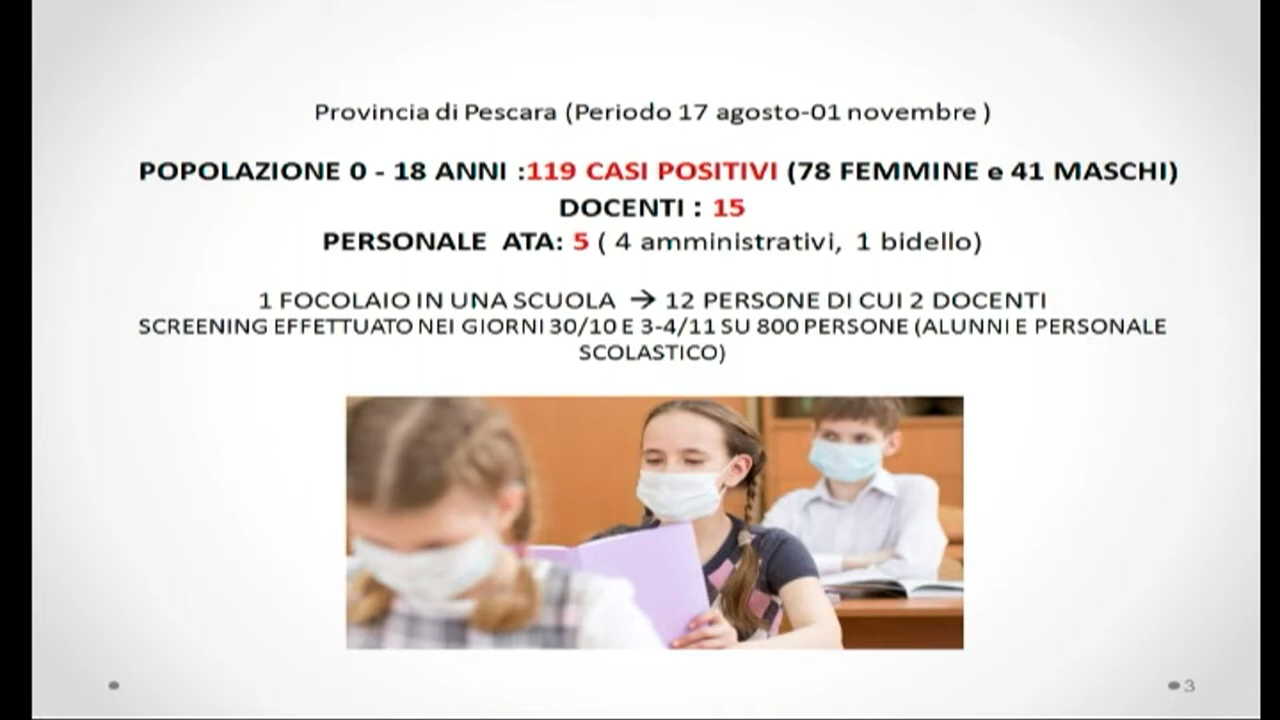 Provincia di Pescara (Periodo 17 agosto-01 novembre )
POPOLAZIONE 0 - 18 ANNI :119 CASI POSITIVI (78 FEMMINE e 41 MASCHI)
DOCENTI : 15
PERSONALE ATA: 5 ( 4 amministrativi, 1 bidello)
1 FOCOLAIO IN UNA SCUOLA → 12 PERSONE DI CUI 2 DOCENTI
SCREENING EFFETTUATO NEI GIORNI 30/10 E 3-4/11 SU 800 PERSONE (ALUNNI E PERSONALE
SCOLASTICO)
3